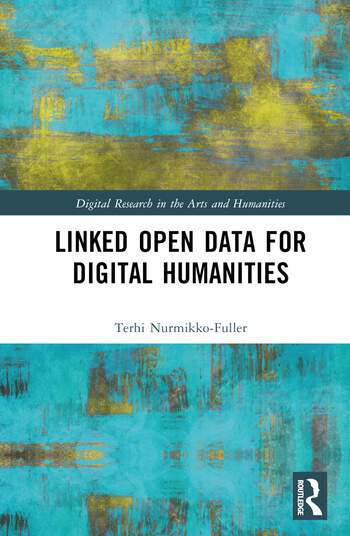 Digital Research in the Arts and Humanities
LINKED OPEN DATA FOR
DIGITAL HUMANITIES
Terhi Nurmikko-Fuller
ROUTLEDGE